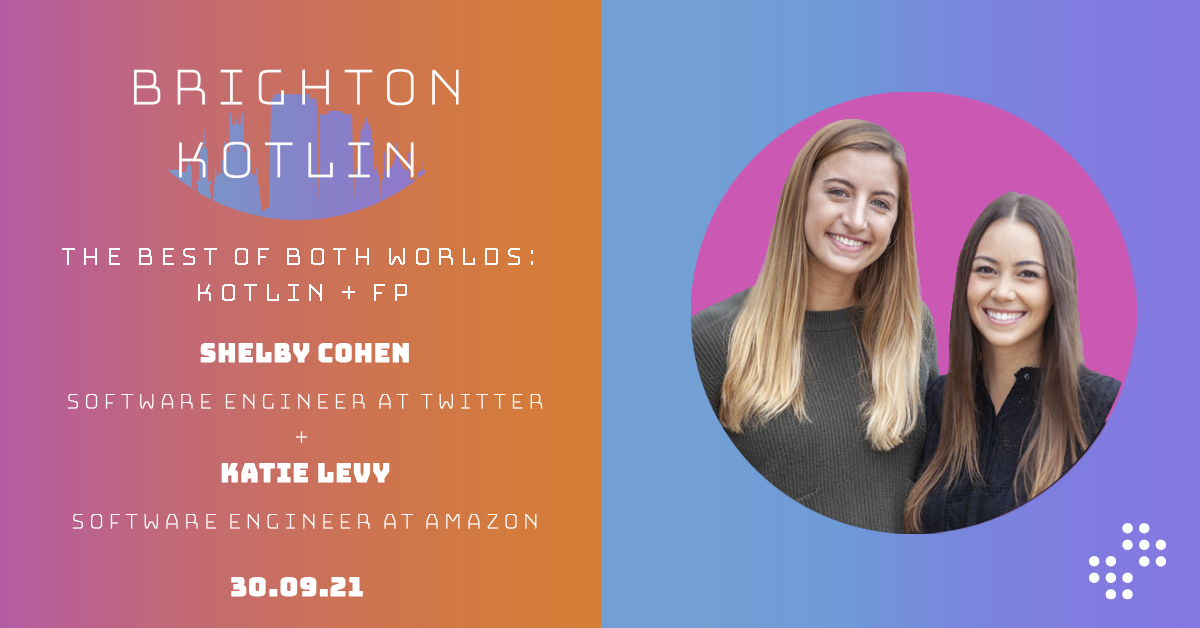 BRIGHTON
KOTLIN
THE BEST OF BOTH WORLDS:
KOTLIN + FP
SHELBY COHEN
SOFTWARE ENGINEER AT TWITTER
+
KATIE LEVY
SOFTWARE ENGINEER AT AMAZON
30.09.21